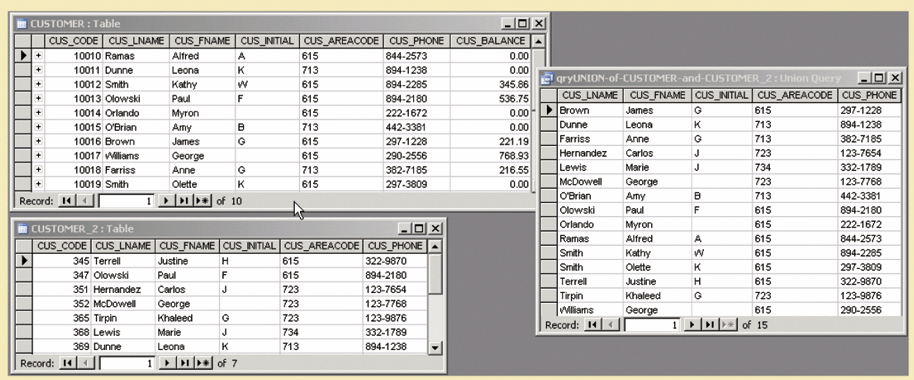 CUSTOMER : Table
CUS_CODE CUS_LNAME CUS_FNAME CUS_INITIAL CUS_AREACODE CUS_PHONE CUS_BALANCE
+ 10010 Ramas Alfred A 615 844-2573 0.00
+ 10011 Dunne Leona K 713 894-1238 0.00
+ 10012 Smith Kathy W 615 894-2285 345.86
+ 10013 Olowski Paul F 615 894-2180 536.75
+ 10014 Orlando Myron 615 222-1672 0.00
+ 10015 O'Brian Amy B 713 442-3381 0.00
+ 10016 Brown James G 615 297-1228 221.19
+ 10017 Williams George 615 290-2556 768.93
+ 10018 Farriss Anne G 713 382-7185 216.55
+ 10019 Smith Olette K 615 297-3809 0.00
Record: 1 of 10
CUSTOMER_2 : Table
CUS_CODE CUS_LNAME CUS_FNAME CUS_INITIAL CUS_AREACODE CUS_PHONE
345 Terrell Justine H 615 322-9870
347 Olowski Paul F 615 894-2180
351 Hernandez Carlos J 723 123-7654
352 McDowell George 723 123-7768
365 Tirpin Khaleed G 723 123-9876
368 Lewis Marie J 734 332-1789
369 Dunne Leona K 713 894-1238
Record: 1 of 7
qryUNION-of-CUSTOMER-and-CUSTOMER_2 : Union Query
CUS_LNAME CUS_FNAME CUS_INITIAL CUS_AREACODE CUS_PHONE
Brown James G 615 297-1228
Dunne Leona K 713 894-1238
Farriss Anne G 713 382-7185
Hernandez Carlos J 723 123-7654
Lewis Marie J 734 332-1789
McDowell George 723 123-7768
O'Brian Amy B 713 442-3381
Olowski Paul F 615 894-2180
Orlando Myron 615 222-1672
Ramas Alfred A 615 844-2573
Smith Kathy W 615 894-2285
Smith Olette K 615 297-3809
Terrell Justine H 615 322-9870
Tirpin Khaleed G 723 123-9876
Williams George 615 290-2556
Record: 1 of 15